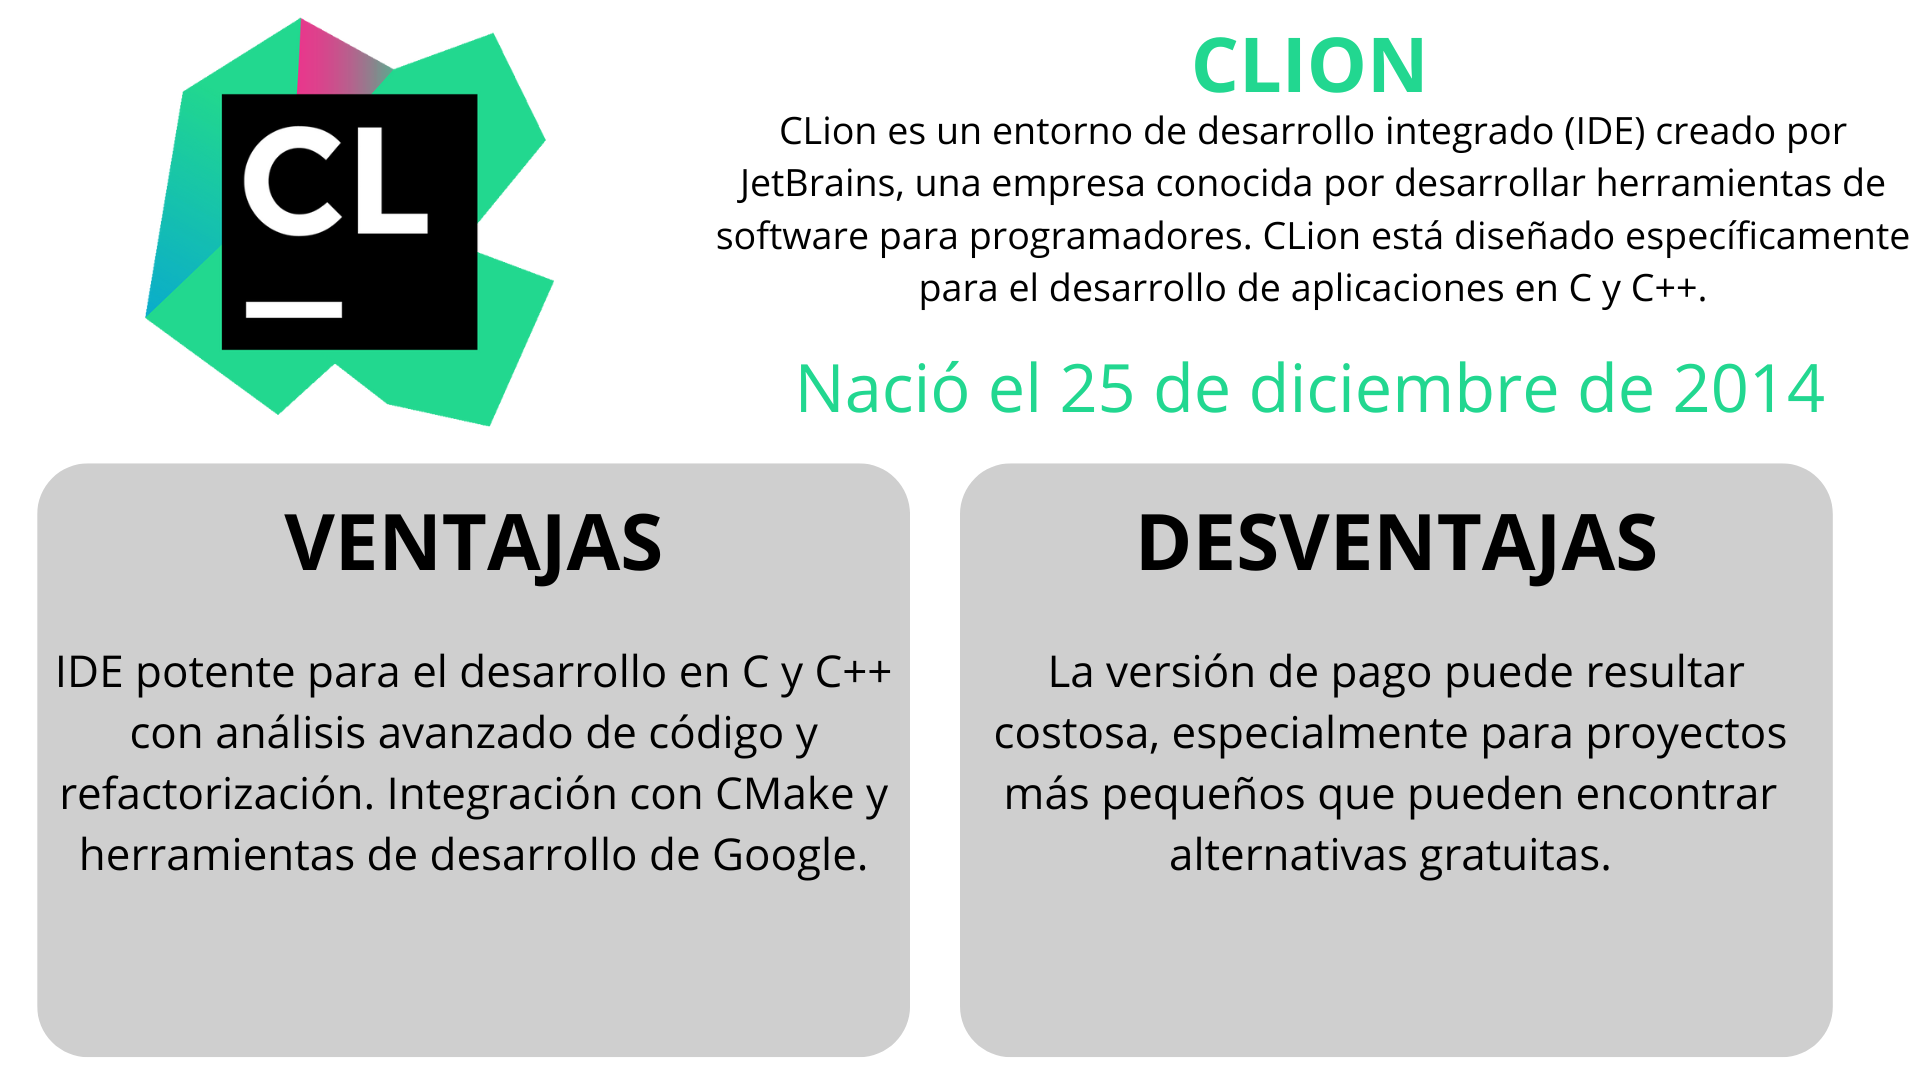 CL
CLION
CLion es un entorno de desarrollo integrado (IDE) creado por
JetBrains, una empresa conocida por desarrollar herramientas de
software para programadores. CLion está diseñado específicamente
para el desarrollo de aplicaciones en C y C++.
Nació el 25 de diciembre de 2014
VENTAJAS
IDE potente para el desarrollo en C y C++
con análisis avanzado de código y
refactorización. Integración con CMake y
herramientas de desarrollo de Google.
DESVENTAJAS
La versión de pago puede resultar
costosa, especialmente para proyectos
más pequeños que pueden encontrar
alternativas gratuitas.